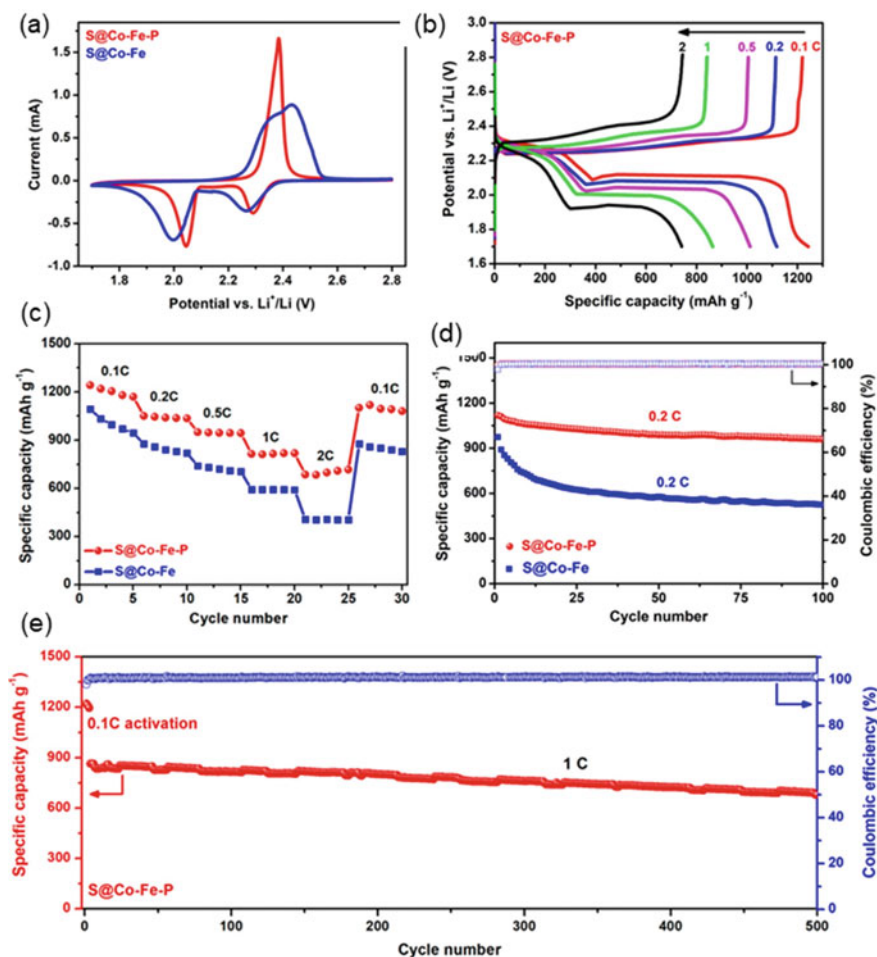 (a)
S@Co-Fe-P
S@Co-Fe
1.5
1.0
0.5
0.0
-0.5
-1.0
Current (mA)
1.8 2.0 2.2 2.4 2.6 2.8
Potential vs. Li⁺/Li (V)
(b)
S@Co-Fe-P
2 1 0.5 0.2 0.1 C
3.0
2.8
2.6
2.4
2.2
2.0
1.8
1.6
Potential vs. Li⁺/Li (V)
0 200 400 600 800 1000 1200
Specific capacity (mAh g⁻¹)
(c)
1500
1200
900
600
300
0
Specific capacity (mAh g⁻¹)
0.1C
0.2C
0.5C
1C
2C
0.1C
S@Co-Fe-P
S@Co-Fe
0 5 10 15 20 25 30
Cycle number
(d)
1500
1200
900
600
300
0
Specific capacity (mAh g⁻¹)
0.2 C
0.2 C
S@Co-Fe-P
S@Co-Fe
0 25 50 75 100
Cycle number
100
80
60
40
20
0
Coulombic efficiency (%)
(e)
1500
1200
900
600
300
0
Specific capacity (mAh g⁻¹)
0.1C activation
1 C
S@Co-Fe-P
0 100 200 300 400 500
Cycle number
100
80
60
40
20
0
Coulombic efficiency (%)